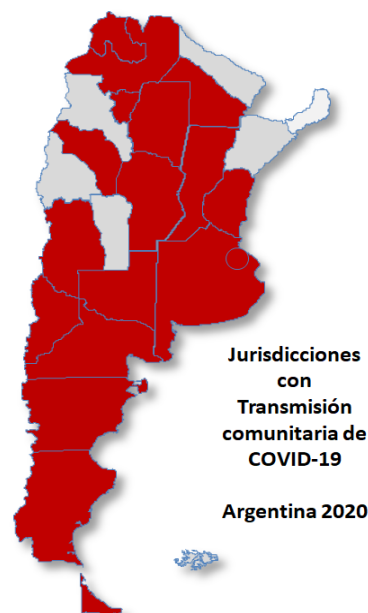 Jurisdicciones
con
Transmisión
comunitaria de
COVID-19
Argentina 2020